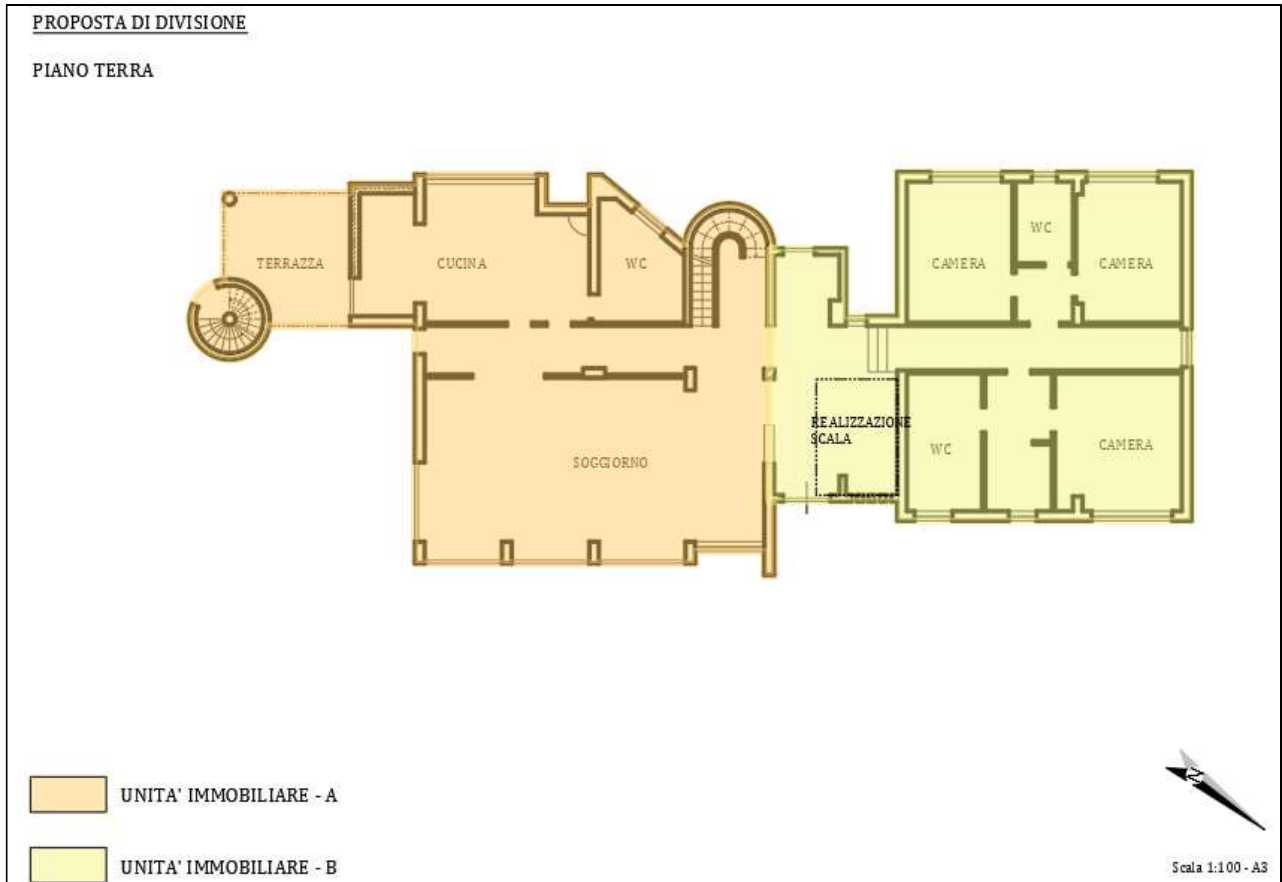 PROPOSTA DI DIVISIONE
PIANO TERRA
TERRAZZA
CUCINA
WC
CAMERA
WC
CAMERA
REALIZZAZIONE
SCALA
SOGGIORNO
WC
CAMERA
UNITA' IMMOBILIARE - A
UNITA' IMMOBILIARE - B
N
Scala 1:100 - A3